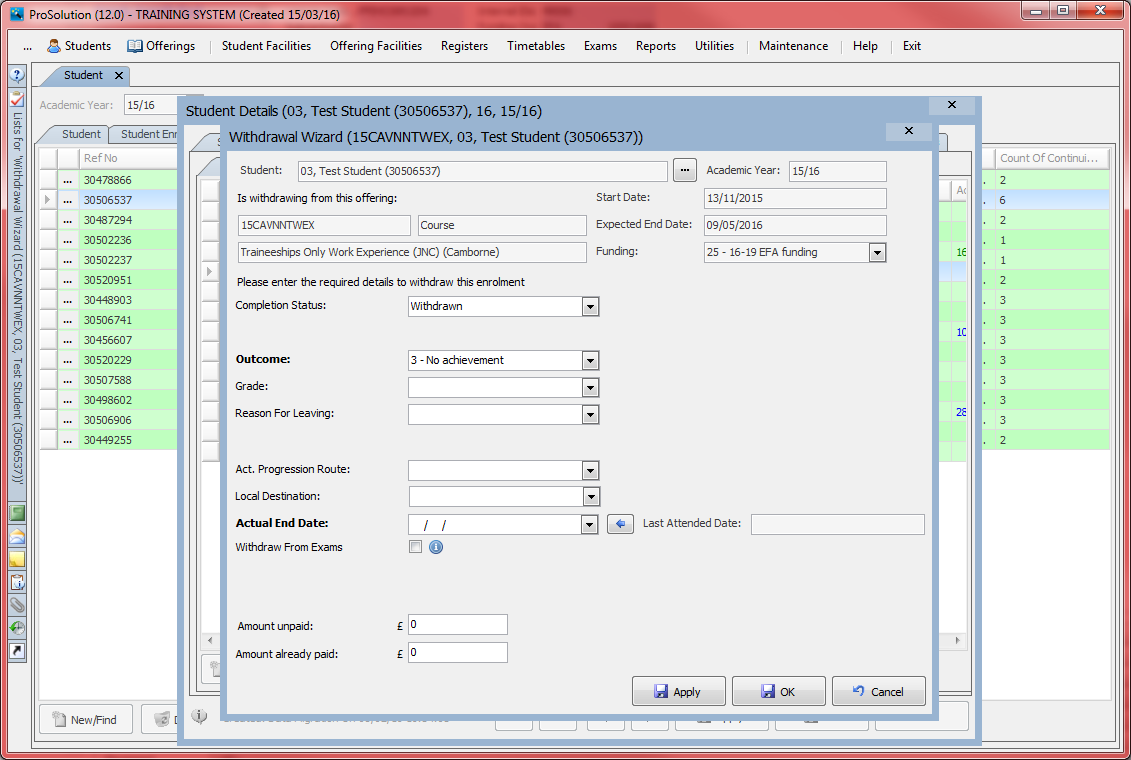 ProSolution (12.0) - TRAINING SYSTEM (Created 15/03/16)
... Students Offerings Student Facilities Offering Facilities Registers Timetables Exams Reports Utilities Maintenance Help Exit
Student
Academic Year: 15/16
Student Student Enr
Lists for 'Withdrawal Wizard (15CAVNNTWEX, 03, Test Student (30506537))'
Ref No Count Of Continui...
... 30478866 2
... 30506537 6
... 30487294 2
... 30502236 1
... 30502237 1
... 30520951 2
... 30448903 3
... 30506741 3
... 30456607 3
... 30520229 3
... 30507588 3
... 30498602 3
... 30506906 3
... 30449255 2
New/Find
Student Details (03, Test Student (30506537), 16, 15/16)
16
10
28
Withdrawal Wizard (15CAVNNTWEX, 03, Test Student (30506537))
Student: 03, Test Student (30506537) ... Academic Year: 15/16
Is withdrawing from this offering: Start Date: 13/11/2015
15CAVNNTWEX Course Expected End Date: 09/05/2016
Traineeships Only Work Experience (JNC) (Camborne) Funding: 25 - 16-19 EFA funding
Please enter the required details to withdraw this enrolment
Completion Status: Withdrawn
Outcome: 3 - No achievement
Grade:
Reason For Leaving:
Act. Progression Route:
Local Destination:
Actual End Date: / / Last Attended Date:
Withdraw From Exams
Amount unpaid: £ 0
Amount already paid: £ 0
Apply OK Cancel